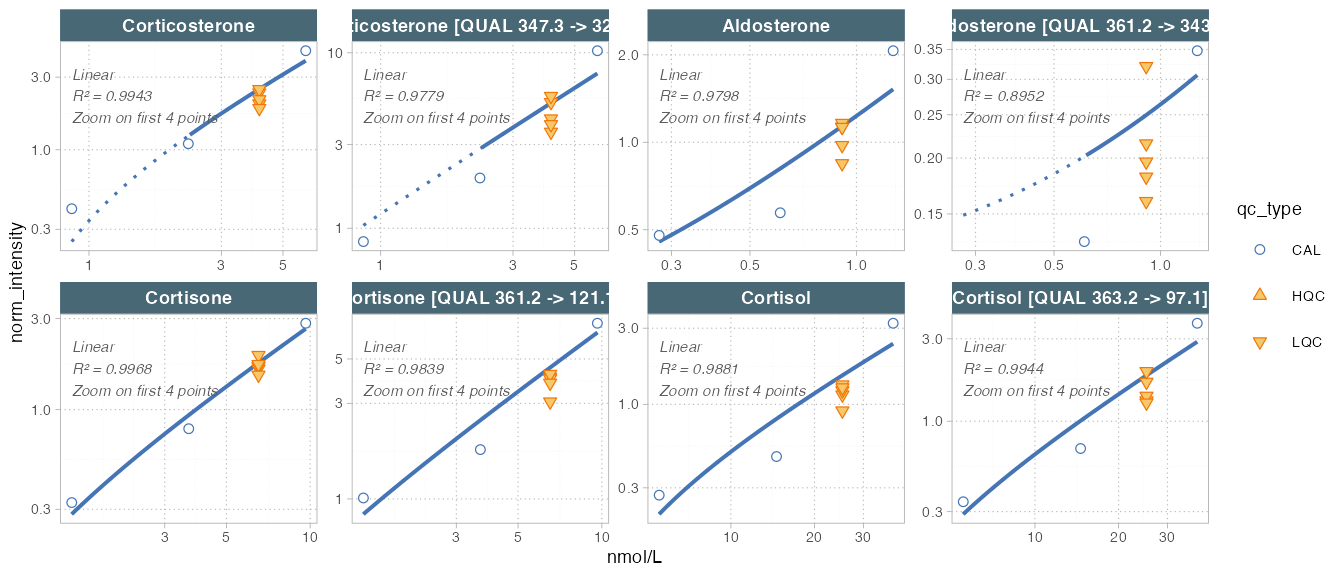 Corticosterone
ticosterone [QUAL 347.3 -> 32
Aldosterone
dosterone [QUAL 361.2 -> 343
3.0
1.0
0.3
Linear
R² = 0.9943
Zoom on first 4 points
1
3
5
10
3
1
Linear
R² = 0.9779
Zoom on first 4 points
1
3
5
2.0
1.0
0.5
Linear
R² = 0.9798
Zoom on first 4 points
0.3
0.5
1.0
0.35
0.30
0.25
0.20
0.15
Linear
R² = 0.8952
Zoom on first 4 points
0.3
0.5
1.0
norm_intensity
Cortisone
ortisone [QUAL 361.2 -> 121.1
Cortisol
Cortisol [QUAL 363.2 -> 97.1]
3.0
1.0
0.3
Linear
R² = 0.9968
Zoom on first 4 points
3
5
10
5
3
1
Linear
R² = 0.9839
Zoom on first 4 points
3
5
10
3.0
1.0
0.3
Linear
R² = 0.9881
Zoom on first 4 points
10
20
30
3.0
1.0
0.3
Linear
R² = 0.9944
Zoom on first 4 points
10
20
30
nmol/L
qc_type
CAL
HQC
LQC